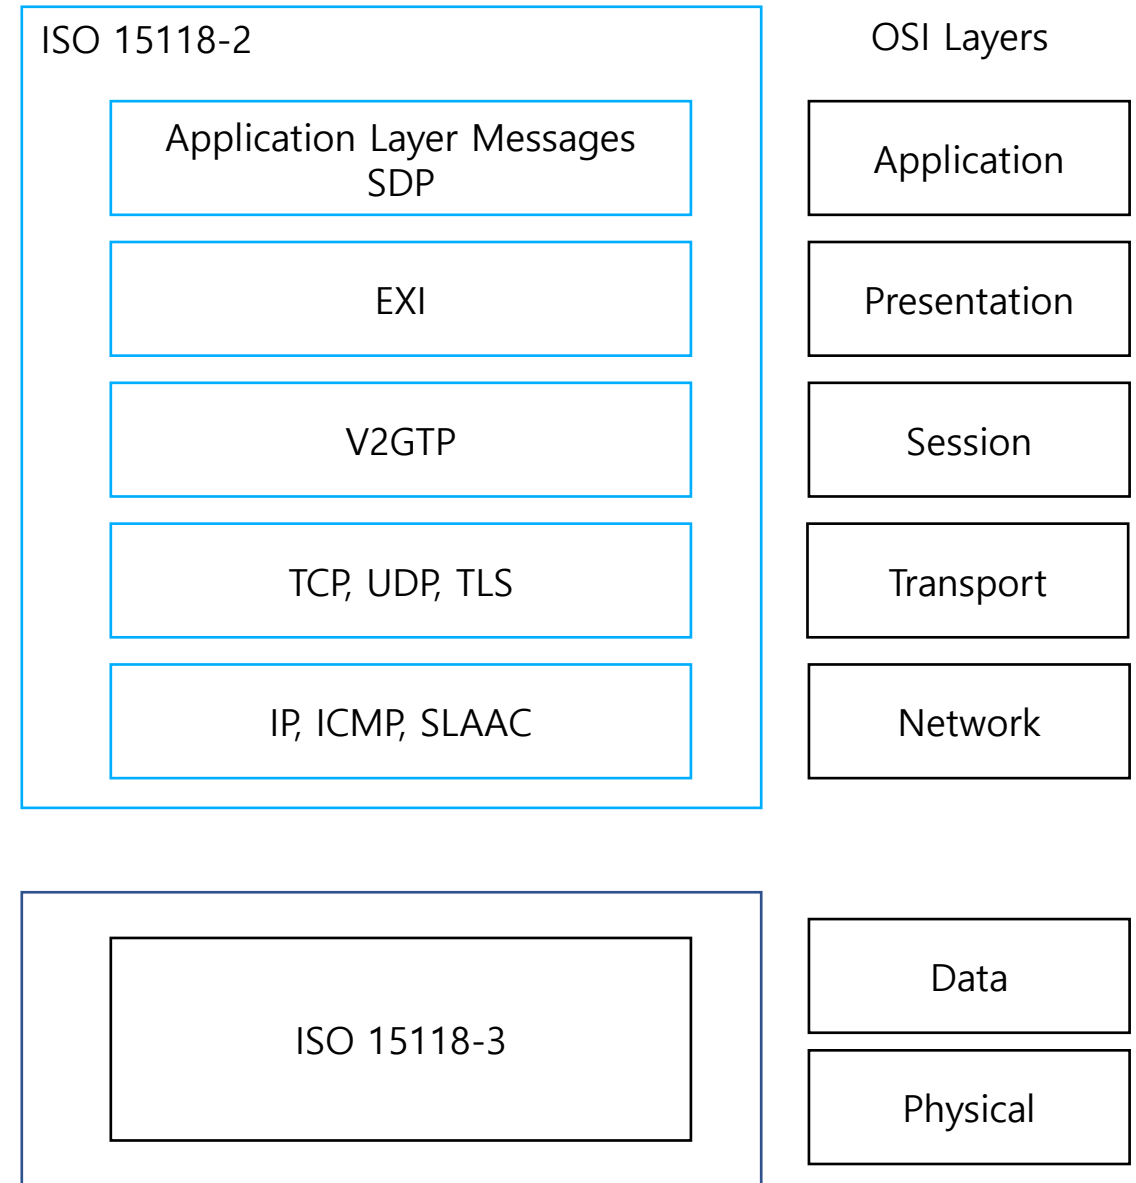 ISO 15118-2
OSI Layers
Application Layer Messages
SDP
Application
EXI
Presentation
V2GTP
Session
TCP, UDP, TLS
Transport
IP, ICMP, SLAAC
Network
ISO 15118-3
Data
Physical